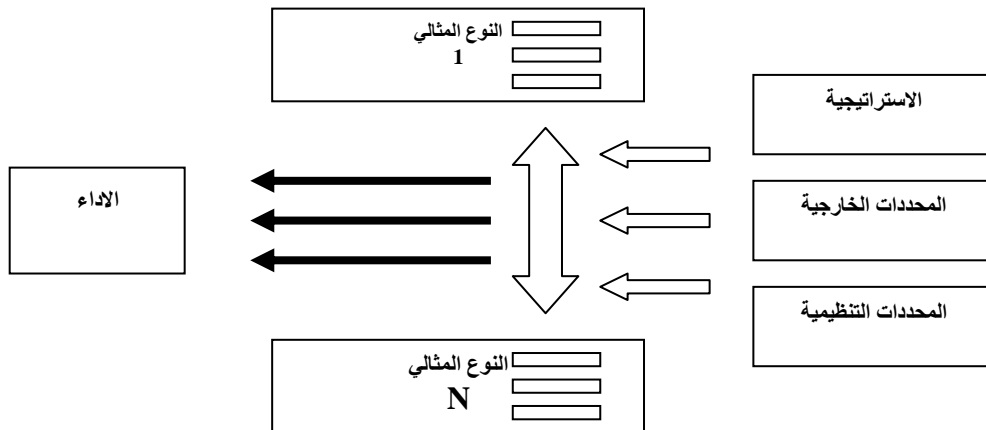 النوع المثالي
1
الاستراتيجية
المحددات الخارجية
الاداء
المحددات التنظيمية
النوع المثالي
N